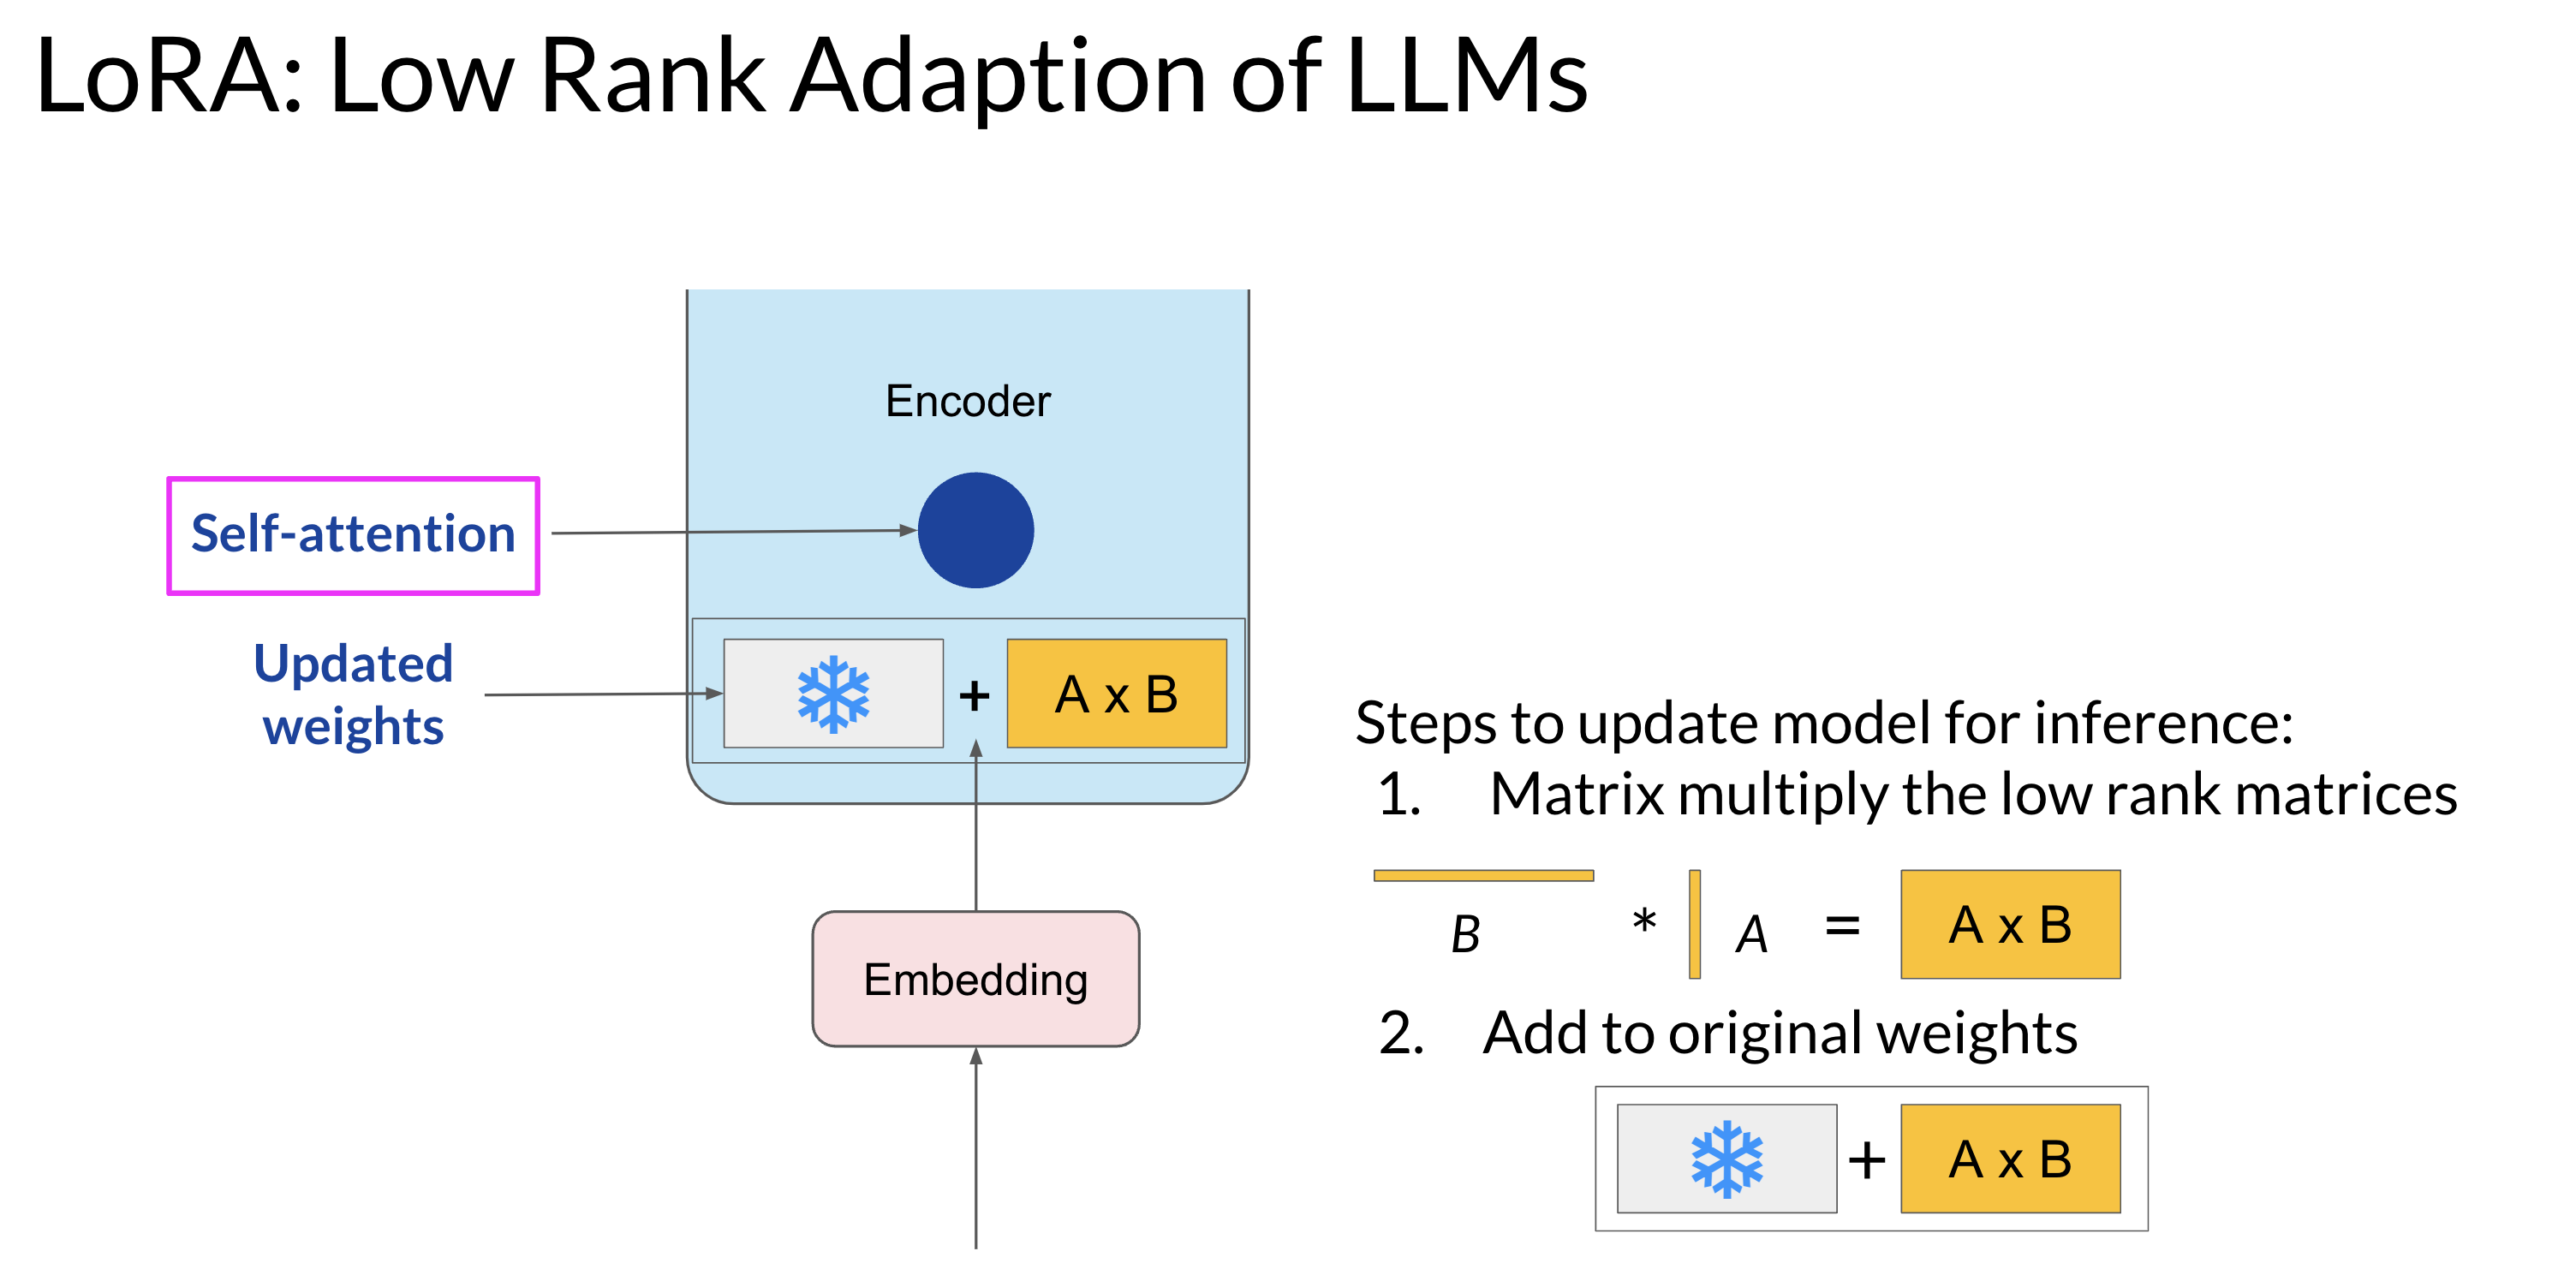 LoRA: Low Rank Adaption of LLMs
Encoder
Self-attention
Updated
weights
+
A x B
Embedding
Steps to update model for inference:
1. Matrix multiply the low rank matrices
B * A = A x B
2. Add to original weights
+ A x B